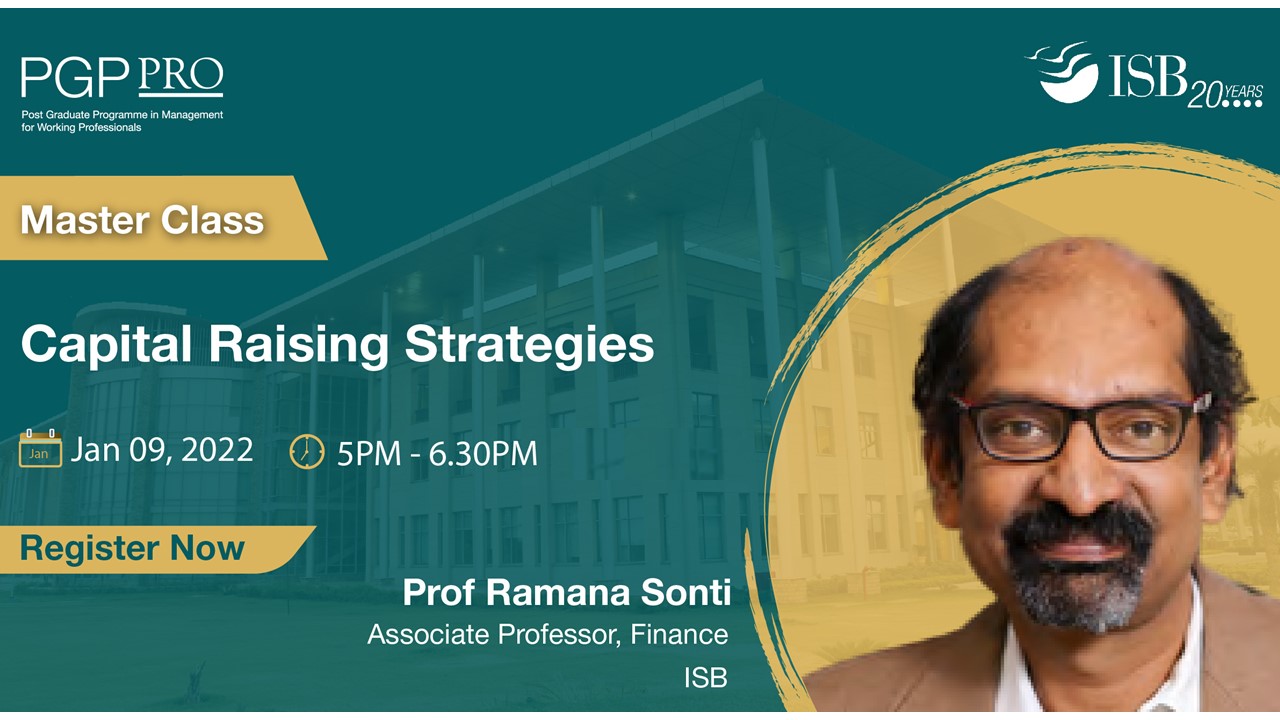 PGP PRO
Post Graduate Programme in Management
for Working Professionals
ISB 20 YEARS
Master Class
Capital Raising Strategies
Jan
Jan 09, 2022
5PM - 6.30PM
Register Now
Prof Ramana Sonti
Associate Professor, Finance
ISB